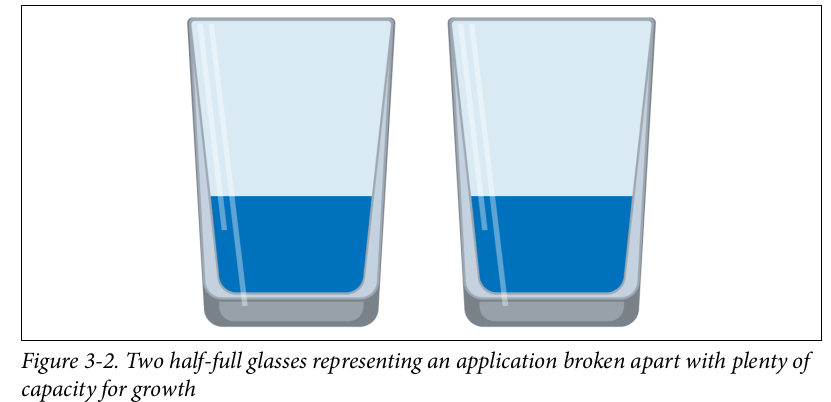 Figure 3-2. Two half-full glasses representing an application broken apart with plenty of
capacity for growth